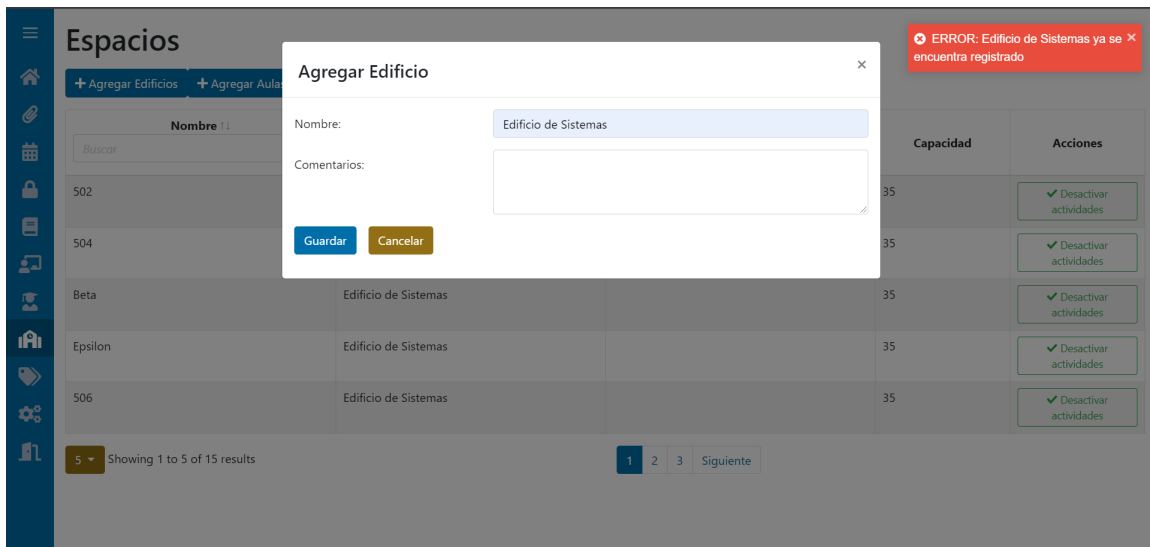 Espacios
ERROR: Edificio de Sistemas ya se
encuentra registrado
Agregar Edificio
Agregar Edificios
Agregar Aulas
Nombre:
Edificio de Sistemas
Comentarios:
Guardar
Cancelar
Nombre
Capacidad
Acciones
Buscar
502
35
Desactivar
actividades
504
35
Desactivar
actividades
Beta
Edificio de Sistemas
35
Desactivar
actividades
Epsilon
Edificio de Sistemas
35
Desactivar
actividades
506
Edificio de Sistemas
35
Desactivar
actividades
5
Showing 1 to 5 of 15 results
1 2 3 Siguiente